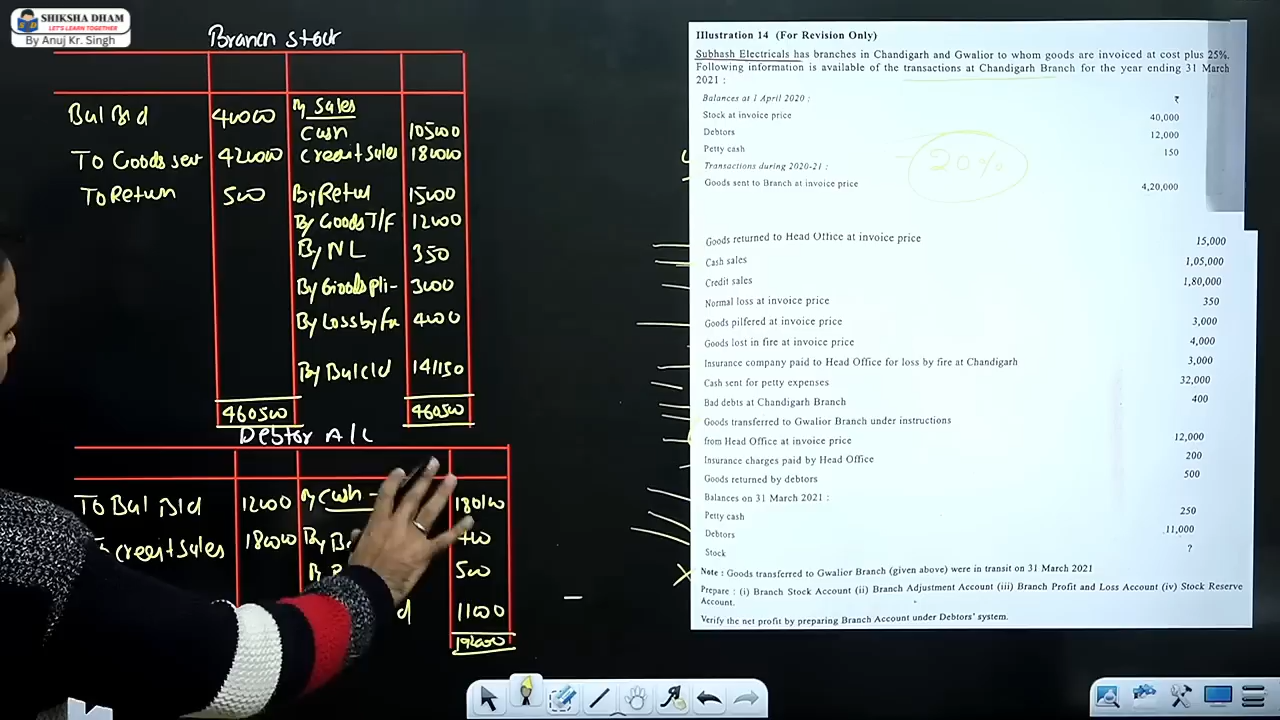 SHIKSHA DHAM
LET'S LEARN TOGETHER
By Anuj Kr. Singh
Branch Stock
Bal B/d 40000 By Sales
Cash 105000
To Goods sent 420000 Credit Sales 180000
To Return 500 By Return 15000
By Goods T/F 12000
By NL 350
By Goods pli- 3000
By Loss by 4000
By Bal c/d 141150
460500 460500
Debtor A/C
To Bal B/d 12000 By Cash - 180100
Credit Sales 180000 By 400
500
d 11000
192000
20%
Illustration 14 (For Revision Only)
Subhash Electricals has branches in Chandigarh and Gwalior to whom goods are invoiced at cost plus 25%.
Following information is available of the transactions at Chandigarh Branch for the year ending 31 March
2021 :
Balances at 1 April 2020 : ₹
Stock at invoice price 40,000
Debtors 12,000
Petty cash 150
Transactions during 2020-21 :
Goods sent to Branch at invoice price 4,20,000
Goods returned to Head Office at invoice price 15,000
Cash sales 1,05,000
Credit sales 1,80,000
Normal loss at invoice price 350
Goods pilfered at invoice price 3,000
Goods lost in fire at invoice price 4,000
Insurance company paid to Head Office for loss by fire at Chandigarh 3,000
Cash sent for petty expenses 32,000
Bad debts at Chandigarh Branch 400
Goods transferred to Gwalior Branch under instructions
from Head Office at invoice price 12,000
Insurance charges paid by Head Office 200
Goods returned by debtors 500
Balances on 31 March 2021 :
Petty cash 250
Debtors 11,000
Stock ?
Note : Goods transferred to Gwalior Branch (given above) were in transit on 31 March 2021
Prepare : (i) Branch Stock Account (ii) Branch Adjustment Account (iii) Branch Profit and Loss Account (iv) Stock Reserve
Account.
Verify the net profit by preparing Branch Account under Debtors' system.